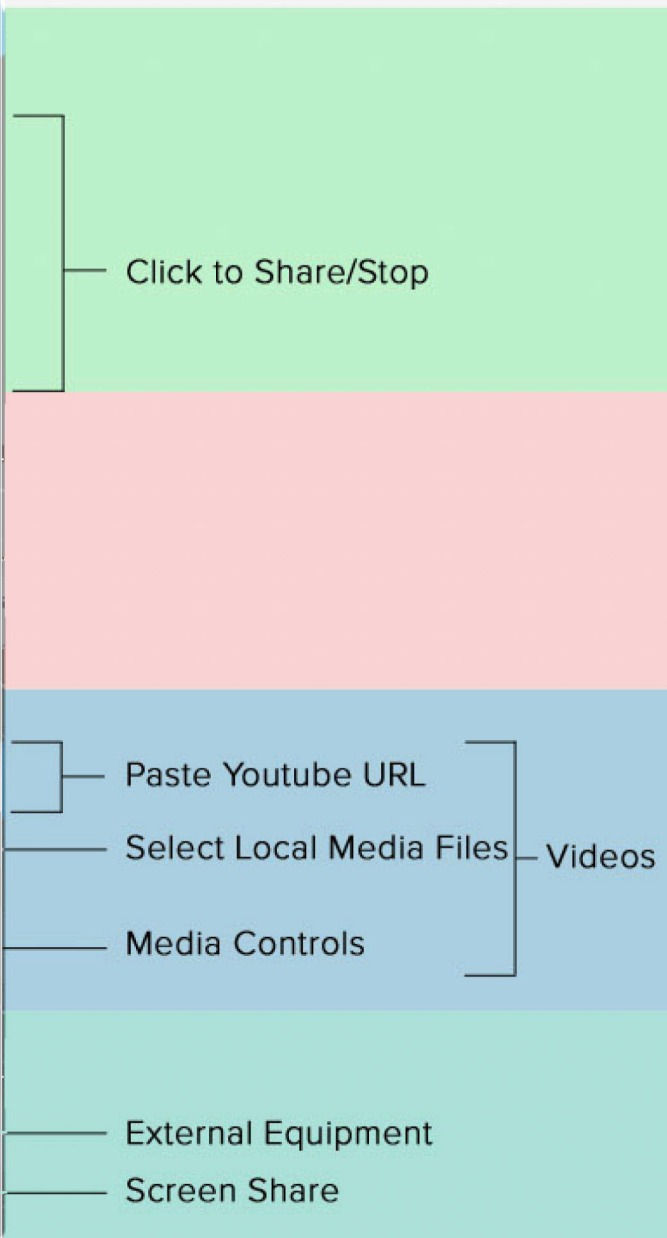 Click to Share/Stop
Paste Youtube URL
Select Local Media Files
Videos
Media Controls
External Equipment
Screen Share